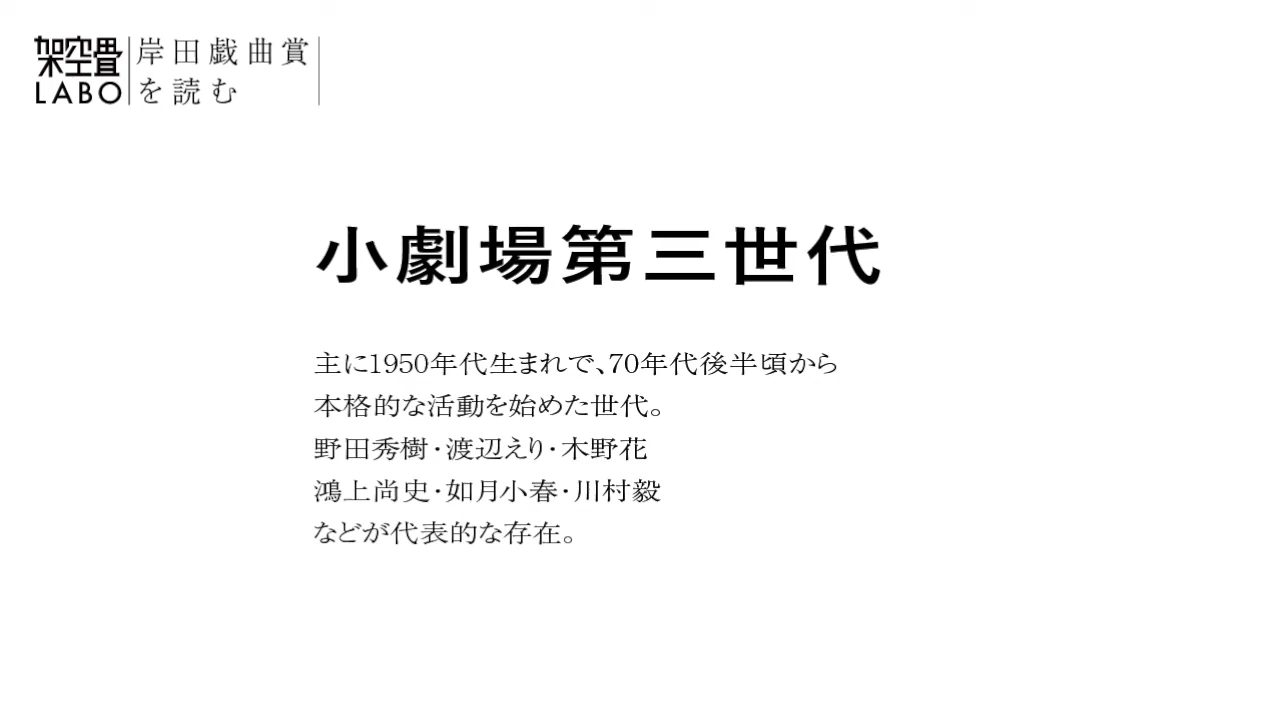 架空畳
LABO
岸田戯曲賞
を読む
小劇場第三世代
主に1950年代生まれで、70年代後半頃から
本格的な活動を始めた世代。
野田秀樹・渡辺えり・木野花
鴻上尚史・如月小春・川村毅
などが代表的な存在。